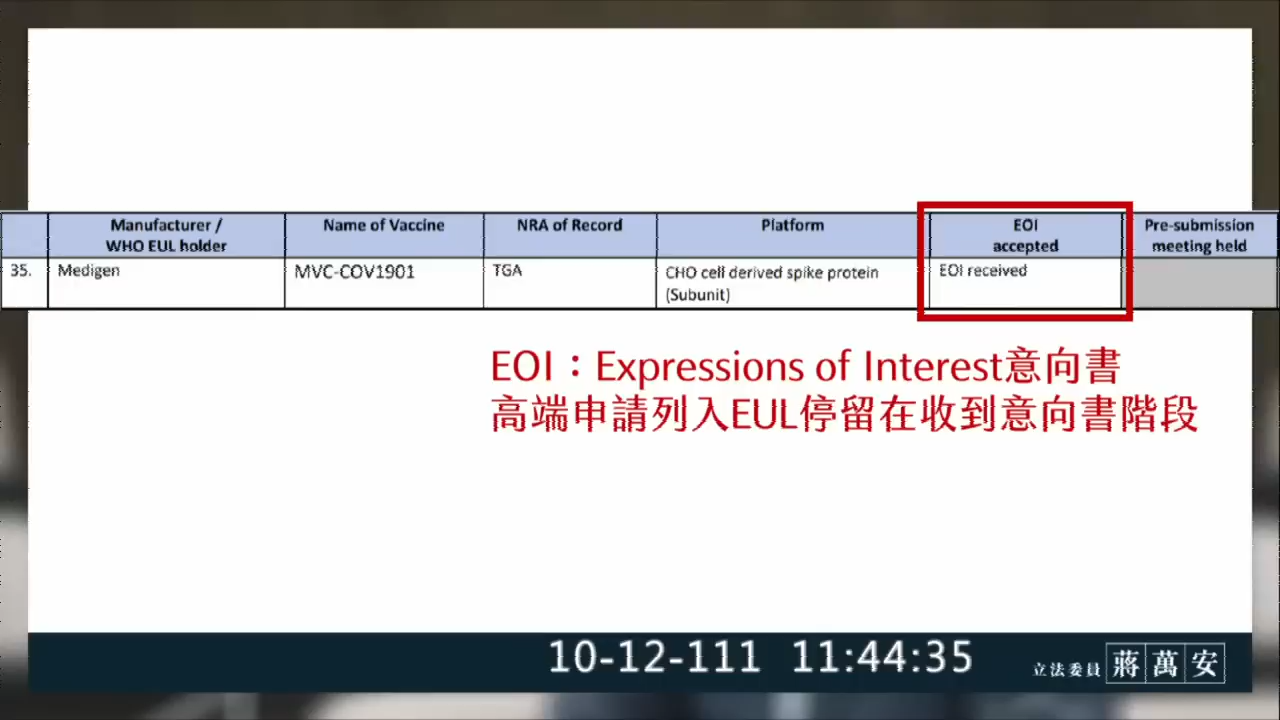 Manufacturer /
WHO EUL holder
Name of Vaccine
NRA of Record
Platform
EOI
accepted
Pre-submission
meeting held
35.
Medigen
MVC-COV1901
TGA
CHO cell derived spike protein
(Subunit)
EOI received
EOI：Expressions of Interest意向書
高端申請列入EUL停留在收到意向書階段
10-12-111 11:44:35
立法委員 蔣萬安